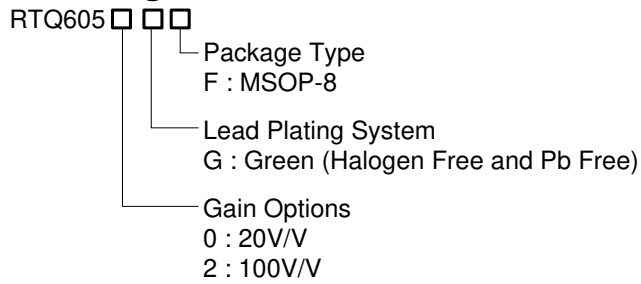 RTQ605
Package Type
F : MSOP-8
Lead Plating System
G : Green (Halogen Free and Pb Free)
Gain Options
0 : 20V/V
2 : 100V/V